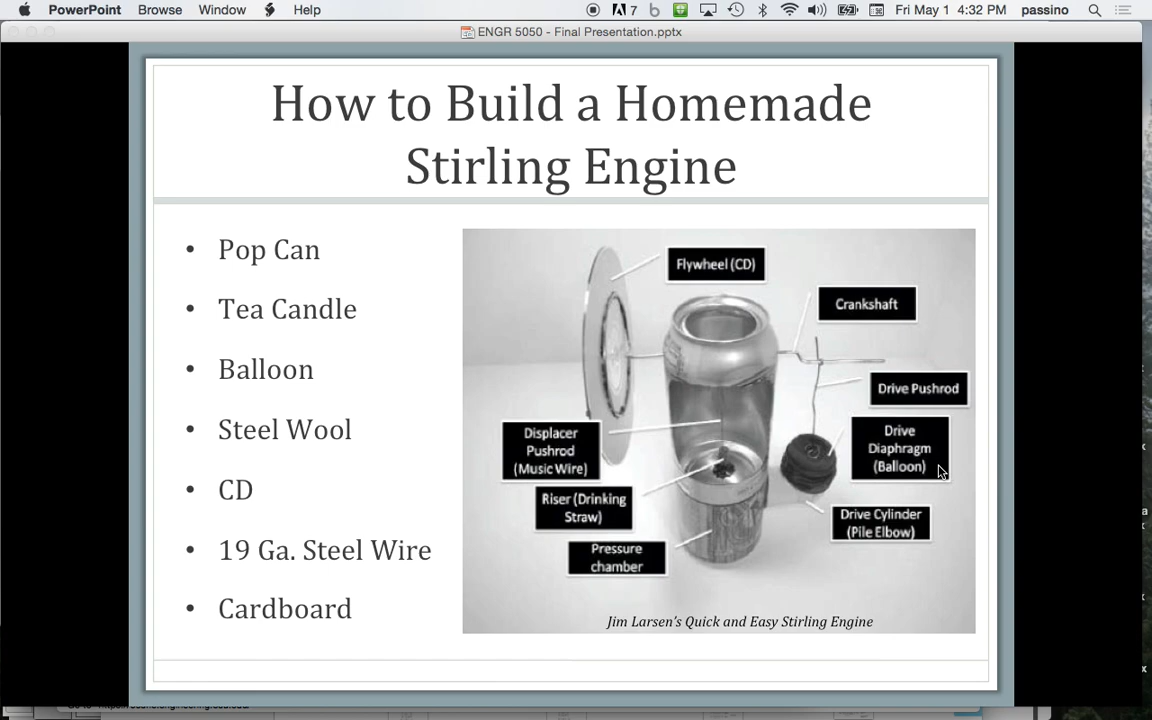 PowerPoint Browse Window Help
7
Fri May 1 4:32 PM passino
ENGR 5050 - Final Presentation.pptx
How to Build a Homemade
Stirling Engine
• Pop Can
• Tea Candle
• Balloon
• Steel Wool
• CD
• 19 Ga. Steel Wire
• Cardboard
Flywheel (CD)
Crankshaft
Drive Pushrod
Drive
Diaphragm
(Balloon)
Displacer
Pushrod
(Music Wire)
Riser (Drinking
Straw)
Drive Cylinder
(Pile Elbow)
Pressure
chamber
Jim Larsen's Quick and Easy Stirling Engine